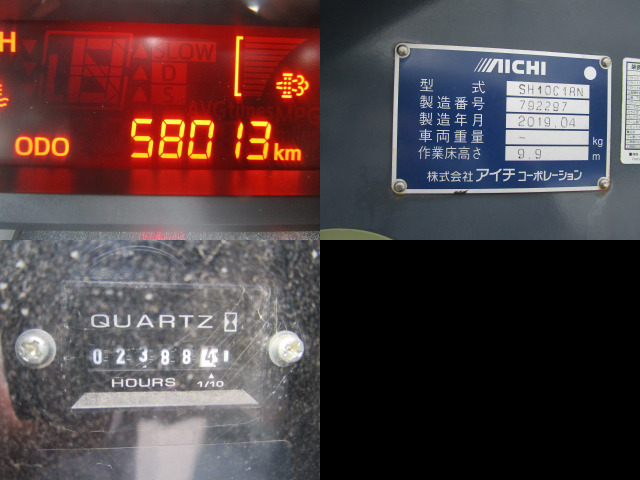 H
SLOW
D
S
ODO 58013 km
AICHI
型式 SH10C1RN
製造番号 792297
製造年月 2019.04
車両重量 - kg
作業床高さ 9.9 m
株式会社 アイチ コーポレーション
QUARTZ
023884
HOURS 1/10